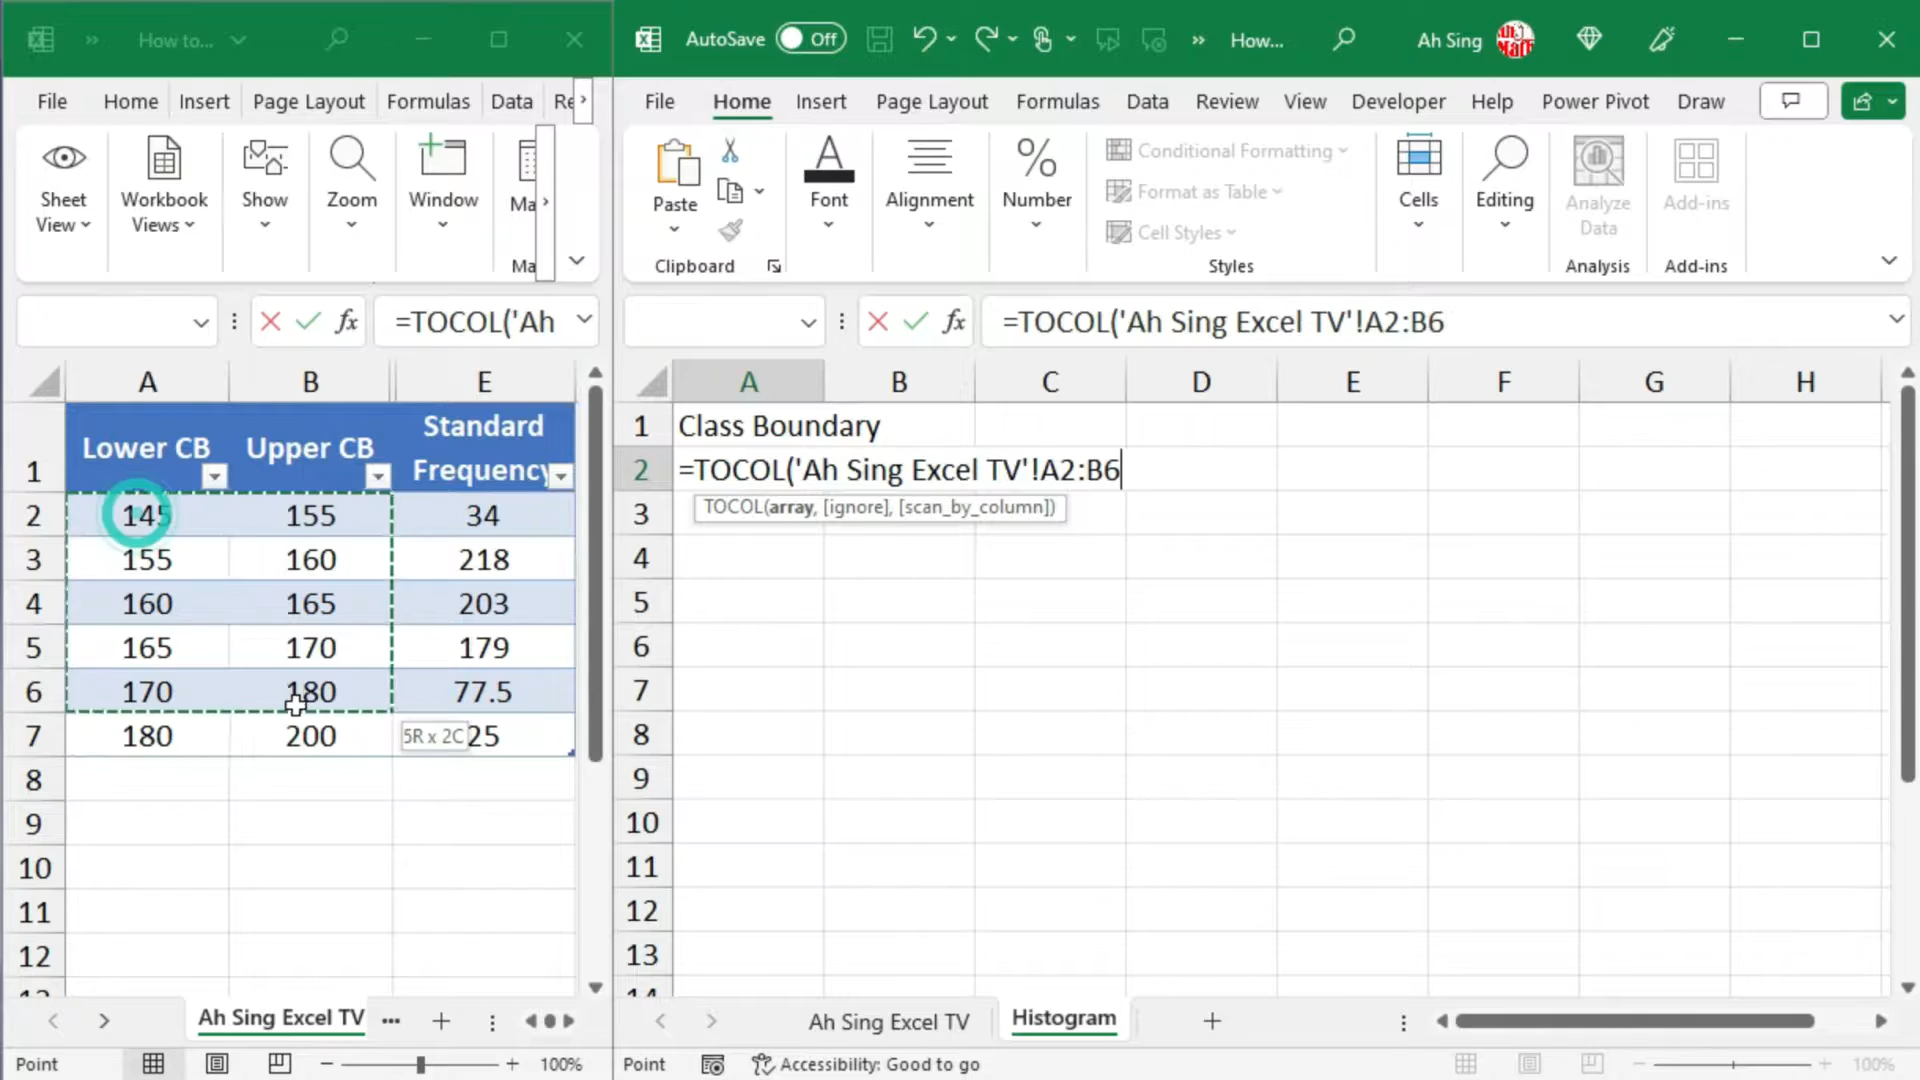 How to...
AutoSave Off How... Ah Sing
File Home Insert Page Layout Formulas Data Re
File Home Insert Page Layout Formulas Data Review View Developer Help Power Pivot Draw
Sheet View
Workbook Views
Show
Zoom
Window
Ma
Ma
Paste
Clipboard
Font
Alignment
Number
Conditional Formatting
Format as Table
Cell Styles
Styles
Cells
Editing
Analyze Data
Analysis
Add-ins
Add-ins
fx =TOCOL('Ah
fx =TOCOL('Ah Sing Excel TV'!A2:B6
A B E
1 Lower CB Upper CB Standard Frequency
2 145 155 34
3 155 160 218
4 160 165 203
5 165 170 179
6 170 180 77.5
7 180 200 25
5R x 2C
8
9
10
11
12
A B C D E F G H
1 Class Boundary
2 =TOCOL('Ah Sing Excel TV'!A2:B6
TOCOL(array, [ignore], [scan_by_column])
3
4
5
6
7
8
9
10
11
12
13
14
Ah Sing Excel TV
Ah Sing Excel TV Histogram
Point 100%
Point Accessibility: Good to go 100%